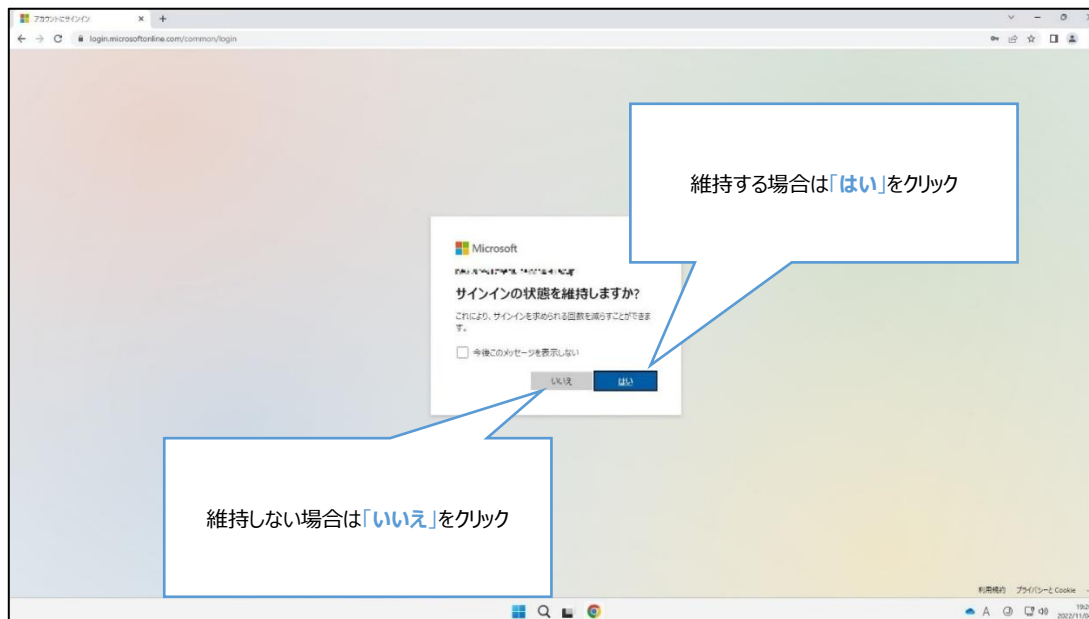 アカウントにサインイン
login.microsoftonline.com/common/login
維持する場合は「はい」をクリック
Microsoft
サインインの状態を維持しますか?
これにより、サインインを求められる回数を減らすことができま
す。
今後このメッセージを表示しない
いいえ はい
維持しない場合は「いいえ」をクリック
利用規約 プライバシーと Cookie
A
2022/11/0